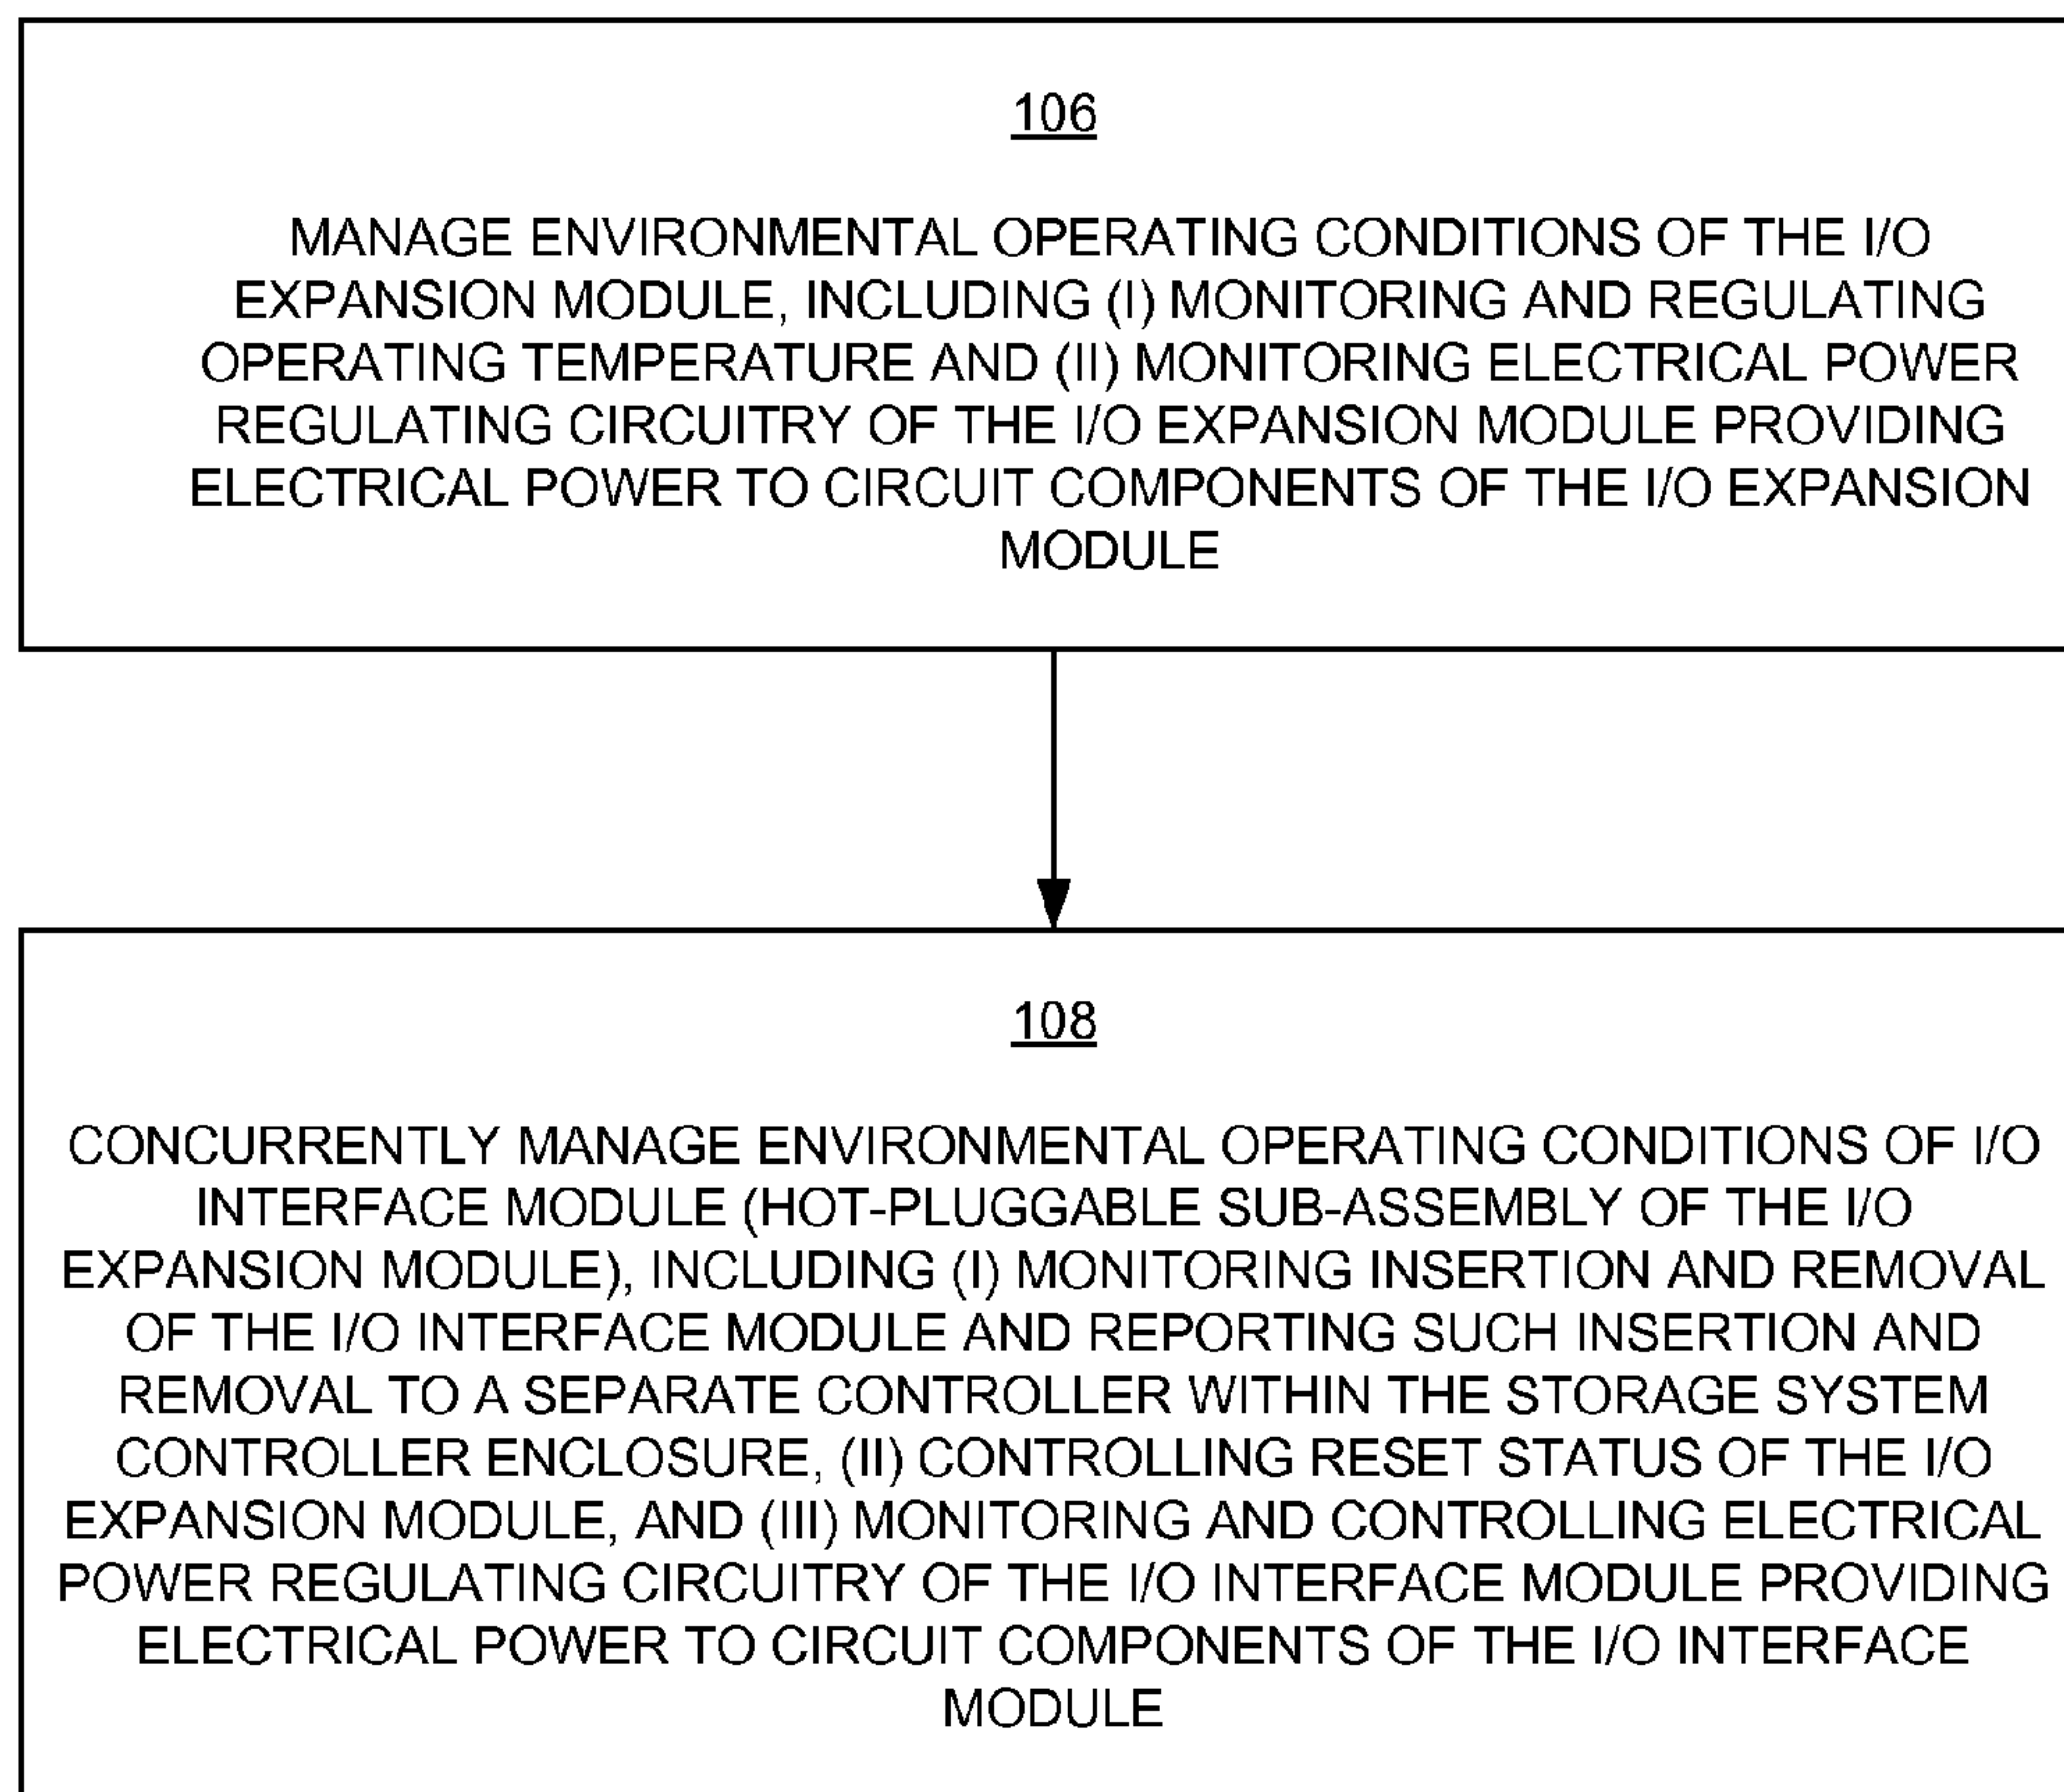 106
MANAGE ENVIRONMENTAL OPERATING CONDITIONS OF THE I/O
EXPANSION MODULE, INCLUDING (I) MONITORING AND REGULATING
OPERATING TEMPERATURE AND (II) MONITORING ELECTRICAL POWER
REGULATING CIRCUITRY OF THE I/O EXPANSION MODULE PROVIDING
ELECTRICAL POWER TO CIRCUIT COMPONENTS OF THE I/O EXPANSION
MODULE
108
CONCURRENTLY MANAGE ENVIRONMENTAL OPERATING CONDITIONS OF I/O
INTERFACE MODULE (HOT-PLUGGABLE SUB-ASSEMBLY OF THE I/O
EXPANSION MODULE), INCLUDING (I) MONITORING INSERTION AND REMOVAL
OF THE I/O INTERFACE MODULE AND REPORTING SUCH INSERTION AND
REMOVAL TO A SEPARATE CONTROLLER WITHIN THE STORAGE SYSTEM
CONTROLLER ENCLOSURE, (II) CONTROLLING RESET STATUS OF THE I/O
EXPANSION MODULE, AND (III) MONITORING AND CONTROLLING ELECTRICAL
POWER REGULATING CIRCUITRY OF THE I/O INTERFACE MODULE PROVIDING
ELECTRICAL POWER TO CIRCUIT COMPONENTS OF THE I/O INTERFACE
MODULE